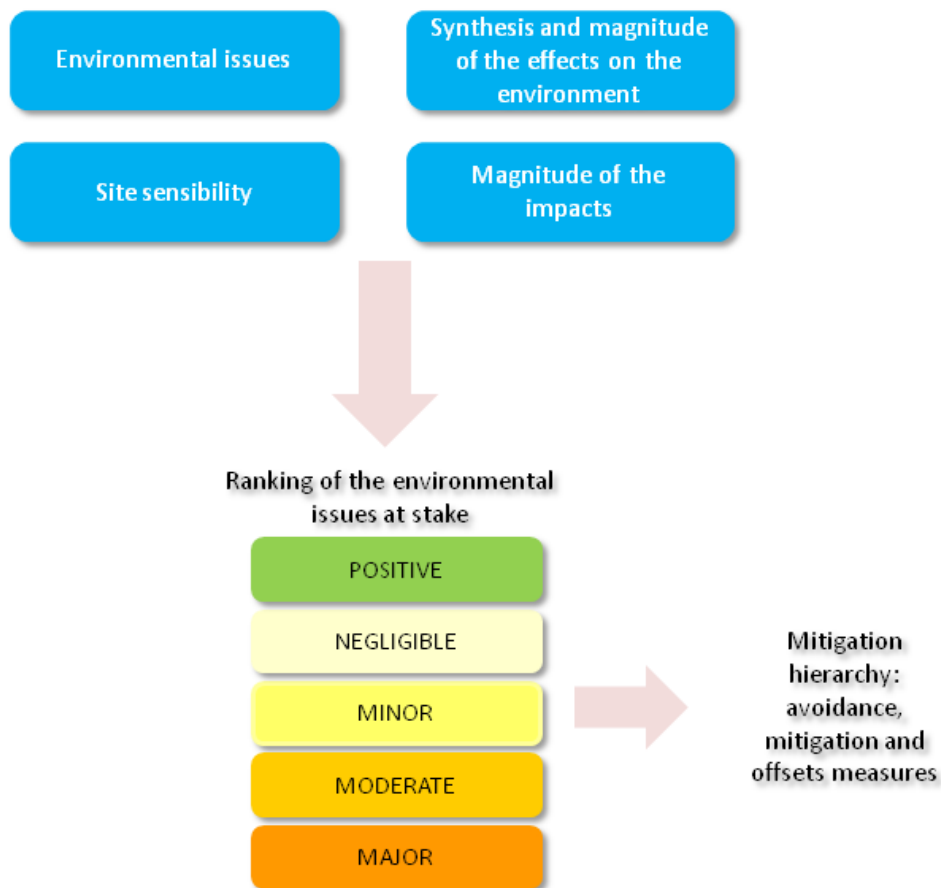 Environmental issues
Synthesis and magnitude
of the effects on the
environment
Site sensibility
Magnitude of the
impacts
Ranking of the environmental
issues at stake
POSITIVE
NEGLIGIBLE
MINOR
MODERATE
MAJOR
Mitigation
hierarchy:
avoidance,
mitigation and
offsets measures